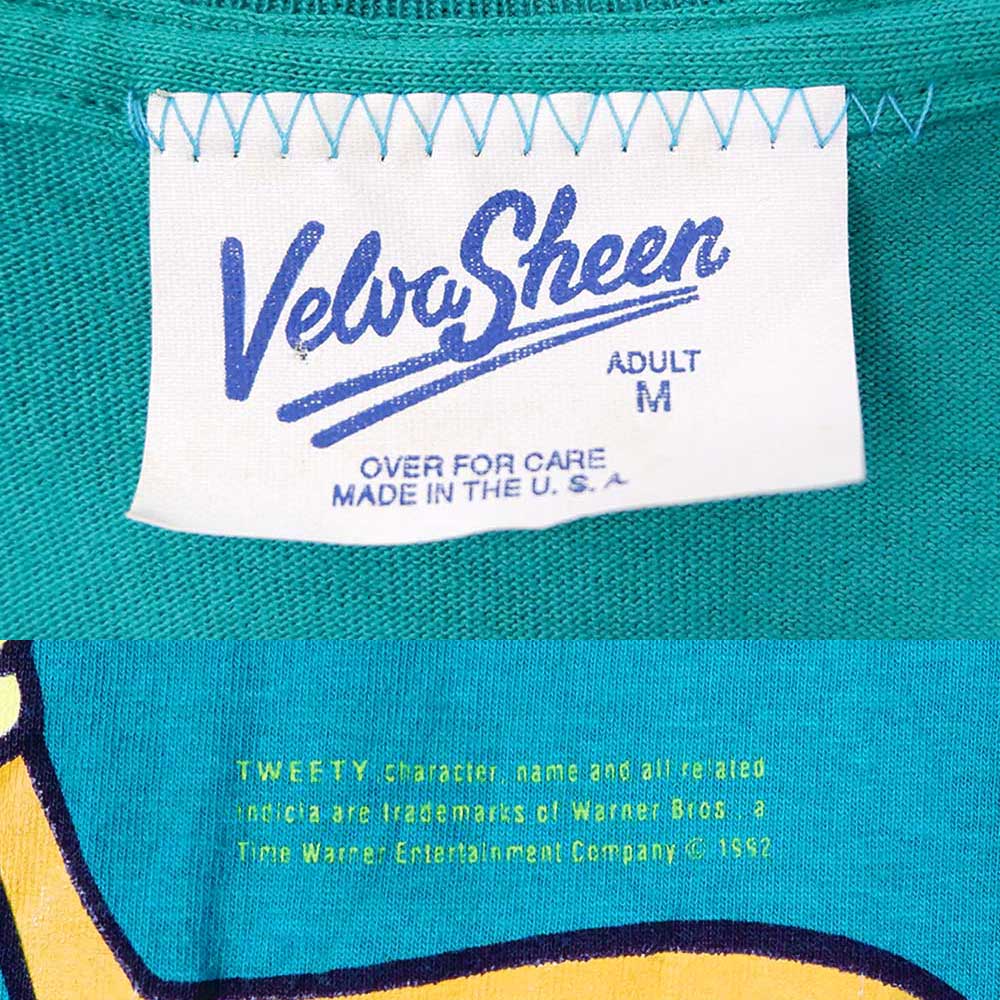 Velva Sheen
ADULT
M
OVER FOR CARE
MADE IN THE U. S. A
TWEETY character, name and all related
indicia are trademarks of Warner Bros., a
Time Warner Entertainment Company © 1992